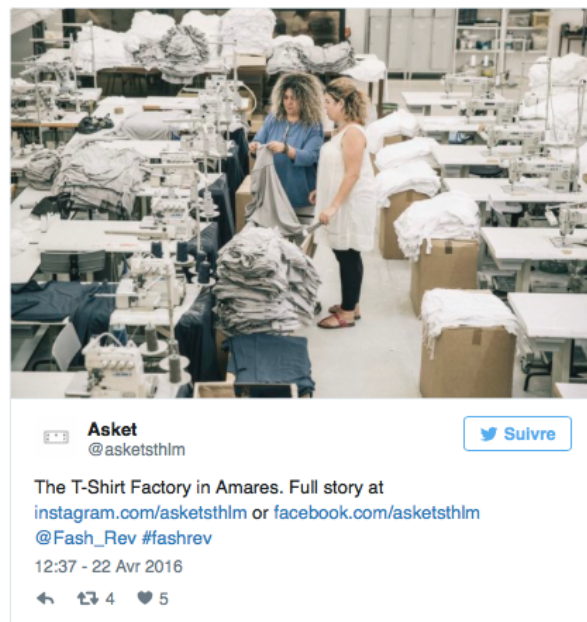 Asket
@asketsthlm
Suivre
The T-Shirt Factory in Amares. Full story at
instagram.com/asketsthlm or facebook.com/asketsthlm
@Fash_Rev #fashrev
12:37 - 22 Avr 2016
4 5